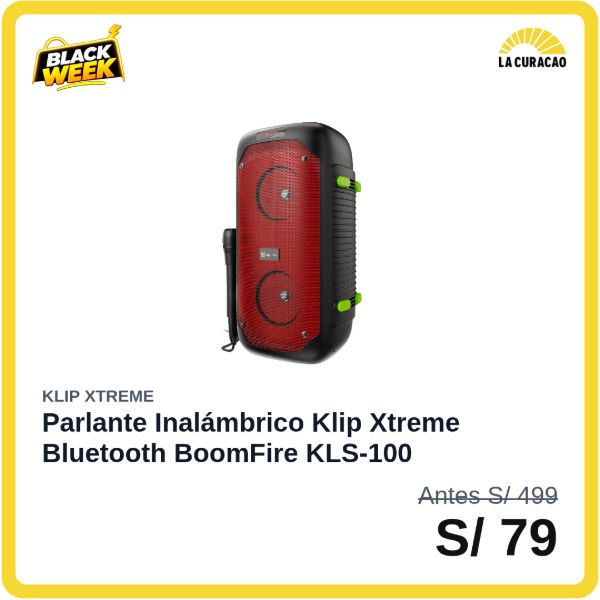 BLACK
WEEK
LA CURACAO
KLIP XTREME
Parlante Inalámbrico Klip Xtreme
Bluetooth BoomFire KLS-100
Antes S/ 499
S/ 79